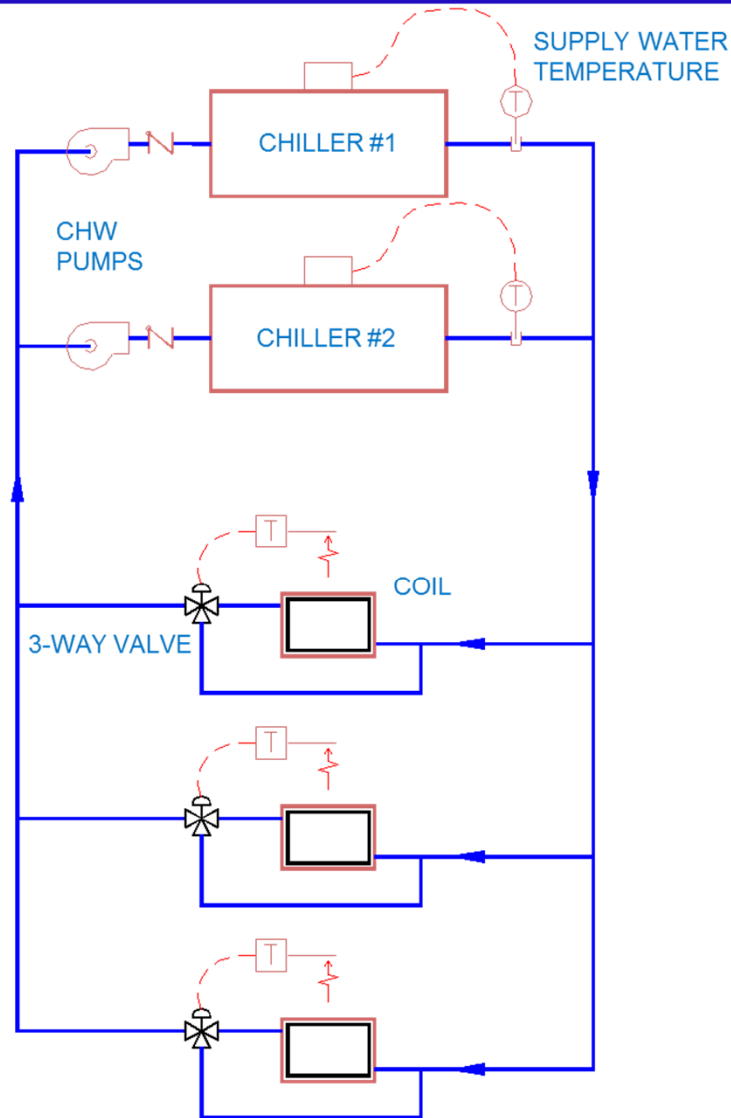 SUPPLY WATER
TEMPERATURE
T
CHILLER #1
CHW
PUMPS
T
CHILLER #2
T
COIL
3-WAY VALVE
T
T